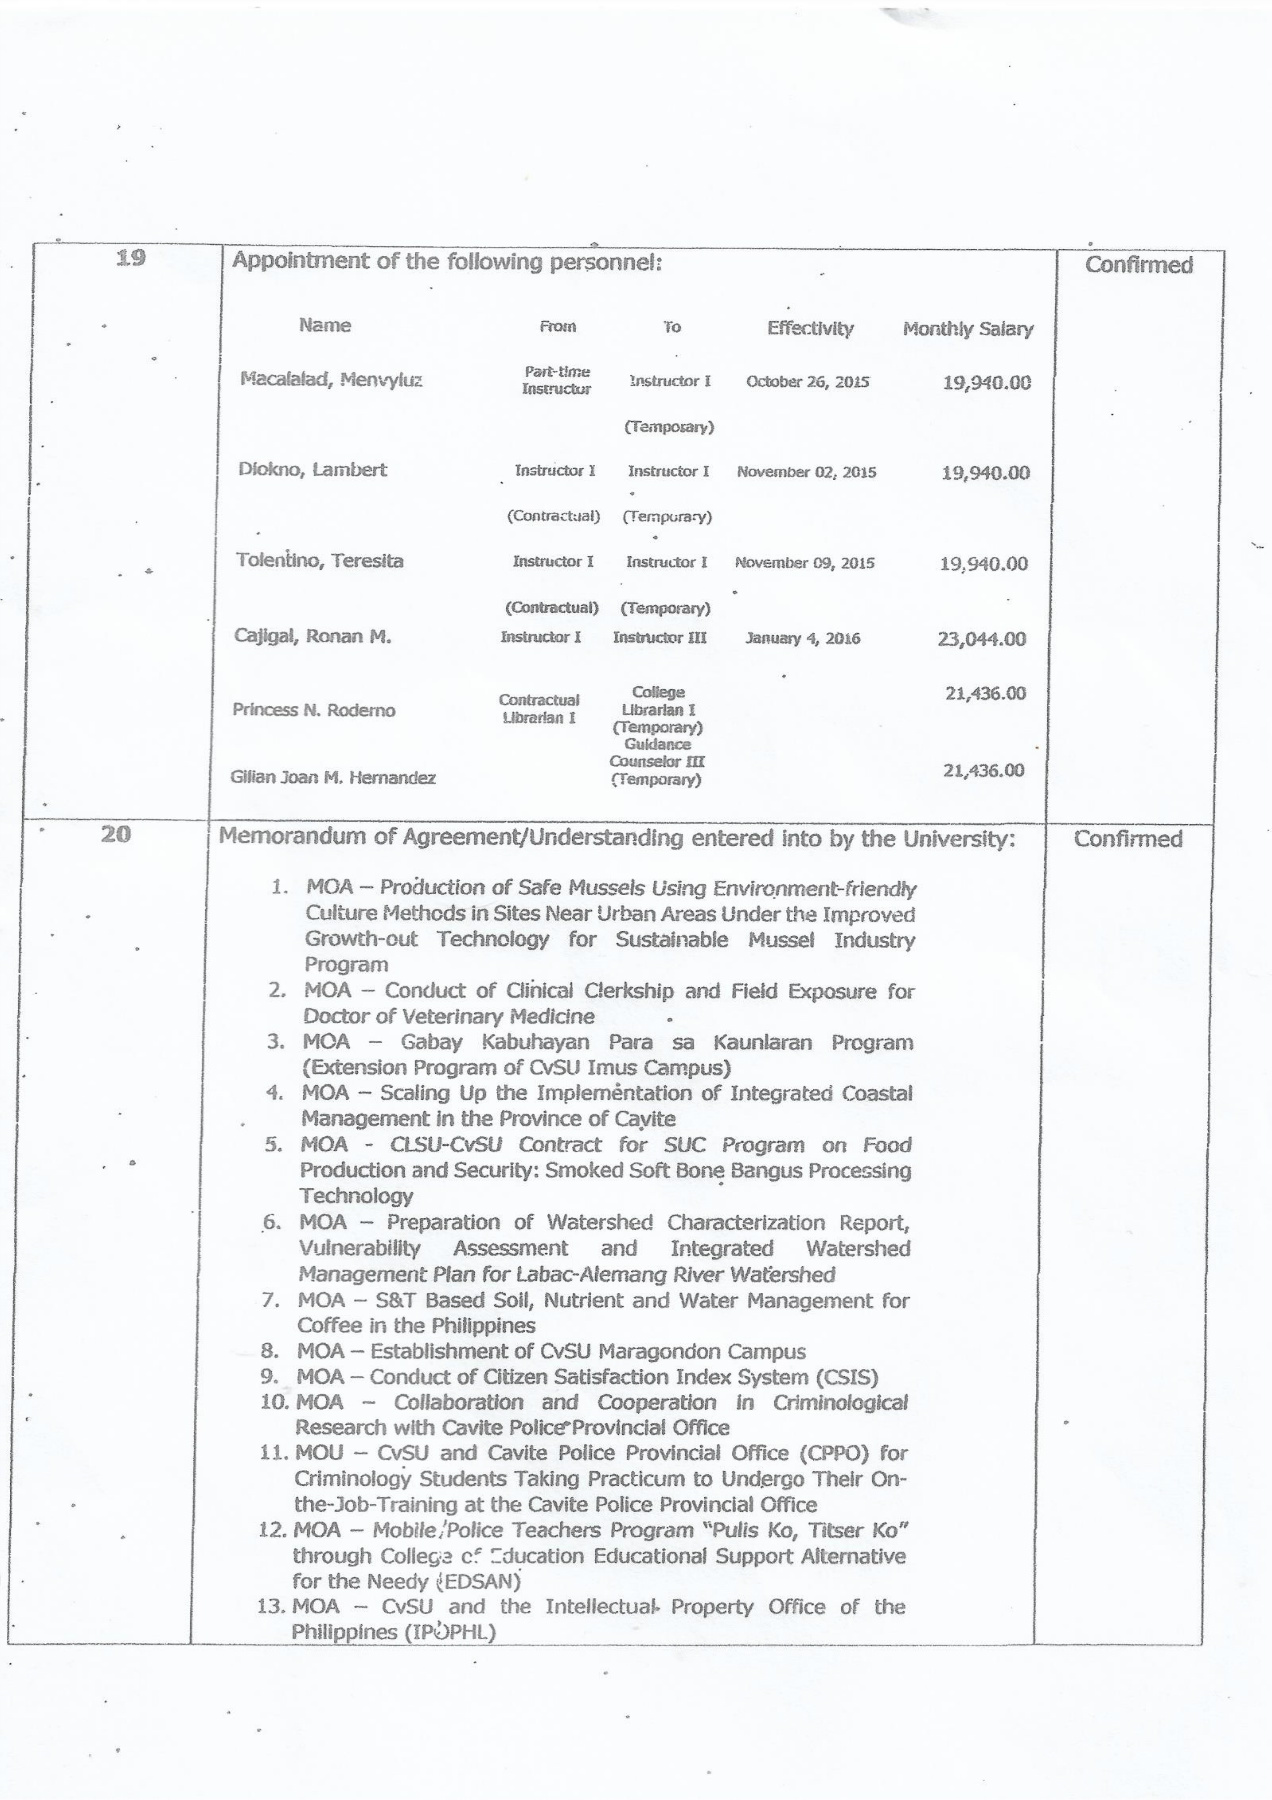 19 Appointment of the following personnel: Confirmed
Name From To Effectivity Monthly Salary
Macalalad, Menvyluz Part-time Instructor Instructor I October 26, 2015 19,940.00
(Temporary)
Diokno, Lambert Instructor I Instructor I November 02, 2015 19,940.00
(Contractual) (Temporary)
Tolentino, Teresita Instructor I Instructor I November 09, 2015 19,940.00
(Contractual) (Temporary)
Cajigal, Ronan M. Instructor I Instructor III January 4, 2016 23,044.00
Princess N. Roderno Contractual Librarian I College Librarian I (Temporary) 21,436.00
Gilian Joan M. Hernandez Guidance Counselor III (Temporary) 21,436.00
20 Memorandum of Agreement/Understanding entered into by the University: Confirmed
1. MOA – Production of Safe Mussels Using Environment-friendly
Culture Methods in Sites Near Urban Areas Under the Improved
Growth-out Technology for Sustainable Mussel Industry
Program
2. MOA – Conduct of Clinical Clerkship and Field Exposure for
Doctor of Veterinary Medicine
3. MOA – Gabay Kabuhayan Para sa Kaunlaran Program
(Extension Program of CvSU Imus Campus)
4. MOA – Scaling Up the Implementation of Integrated Coastal
Management in the Province of Cavite
5. MOA - CLSU-CvSU Contract for SUC Program on Food
Production and Security: Smoked Soft Bone Bangus Processing
Technology
6. MOA – Preparation of Watershed Characterization Report,
Vulnerability Assessment and Integrated Watershed
Management Plan for Labac-Alemang River Watershed
7. MOA – S&T Based Soil, Nutrient and Water Management for
Coffee in the Philippines
8. MOA – Establishment of CvSU Maragondon Campus
9. MOA – Conduct of Citizen Satisfaction Index System (CSIS)
10. MOA – Collaboration and Cooperation in Criminological
Research with Cavite Police Provincial Office
11. MOU – CvSU and Cavite Police Provincial Office (CPPO) for
Criminology Students Taking Practicum to Undergo Their On-
the-Job-Training at the Cavite Police Provincial Office
12. MOA – Mobile/Police Teachers Program "Pulis Ko, Titser Ko"
through College of Education Educational Support Alternative
for the Needy (EDSAN)
13. MOA – CvSU and the Intellectual Property Office of the
Philippines (IPOPHL)